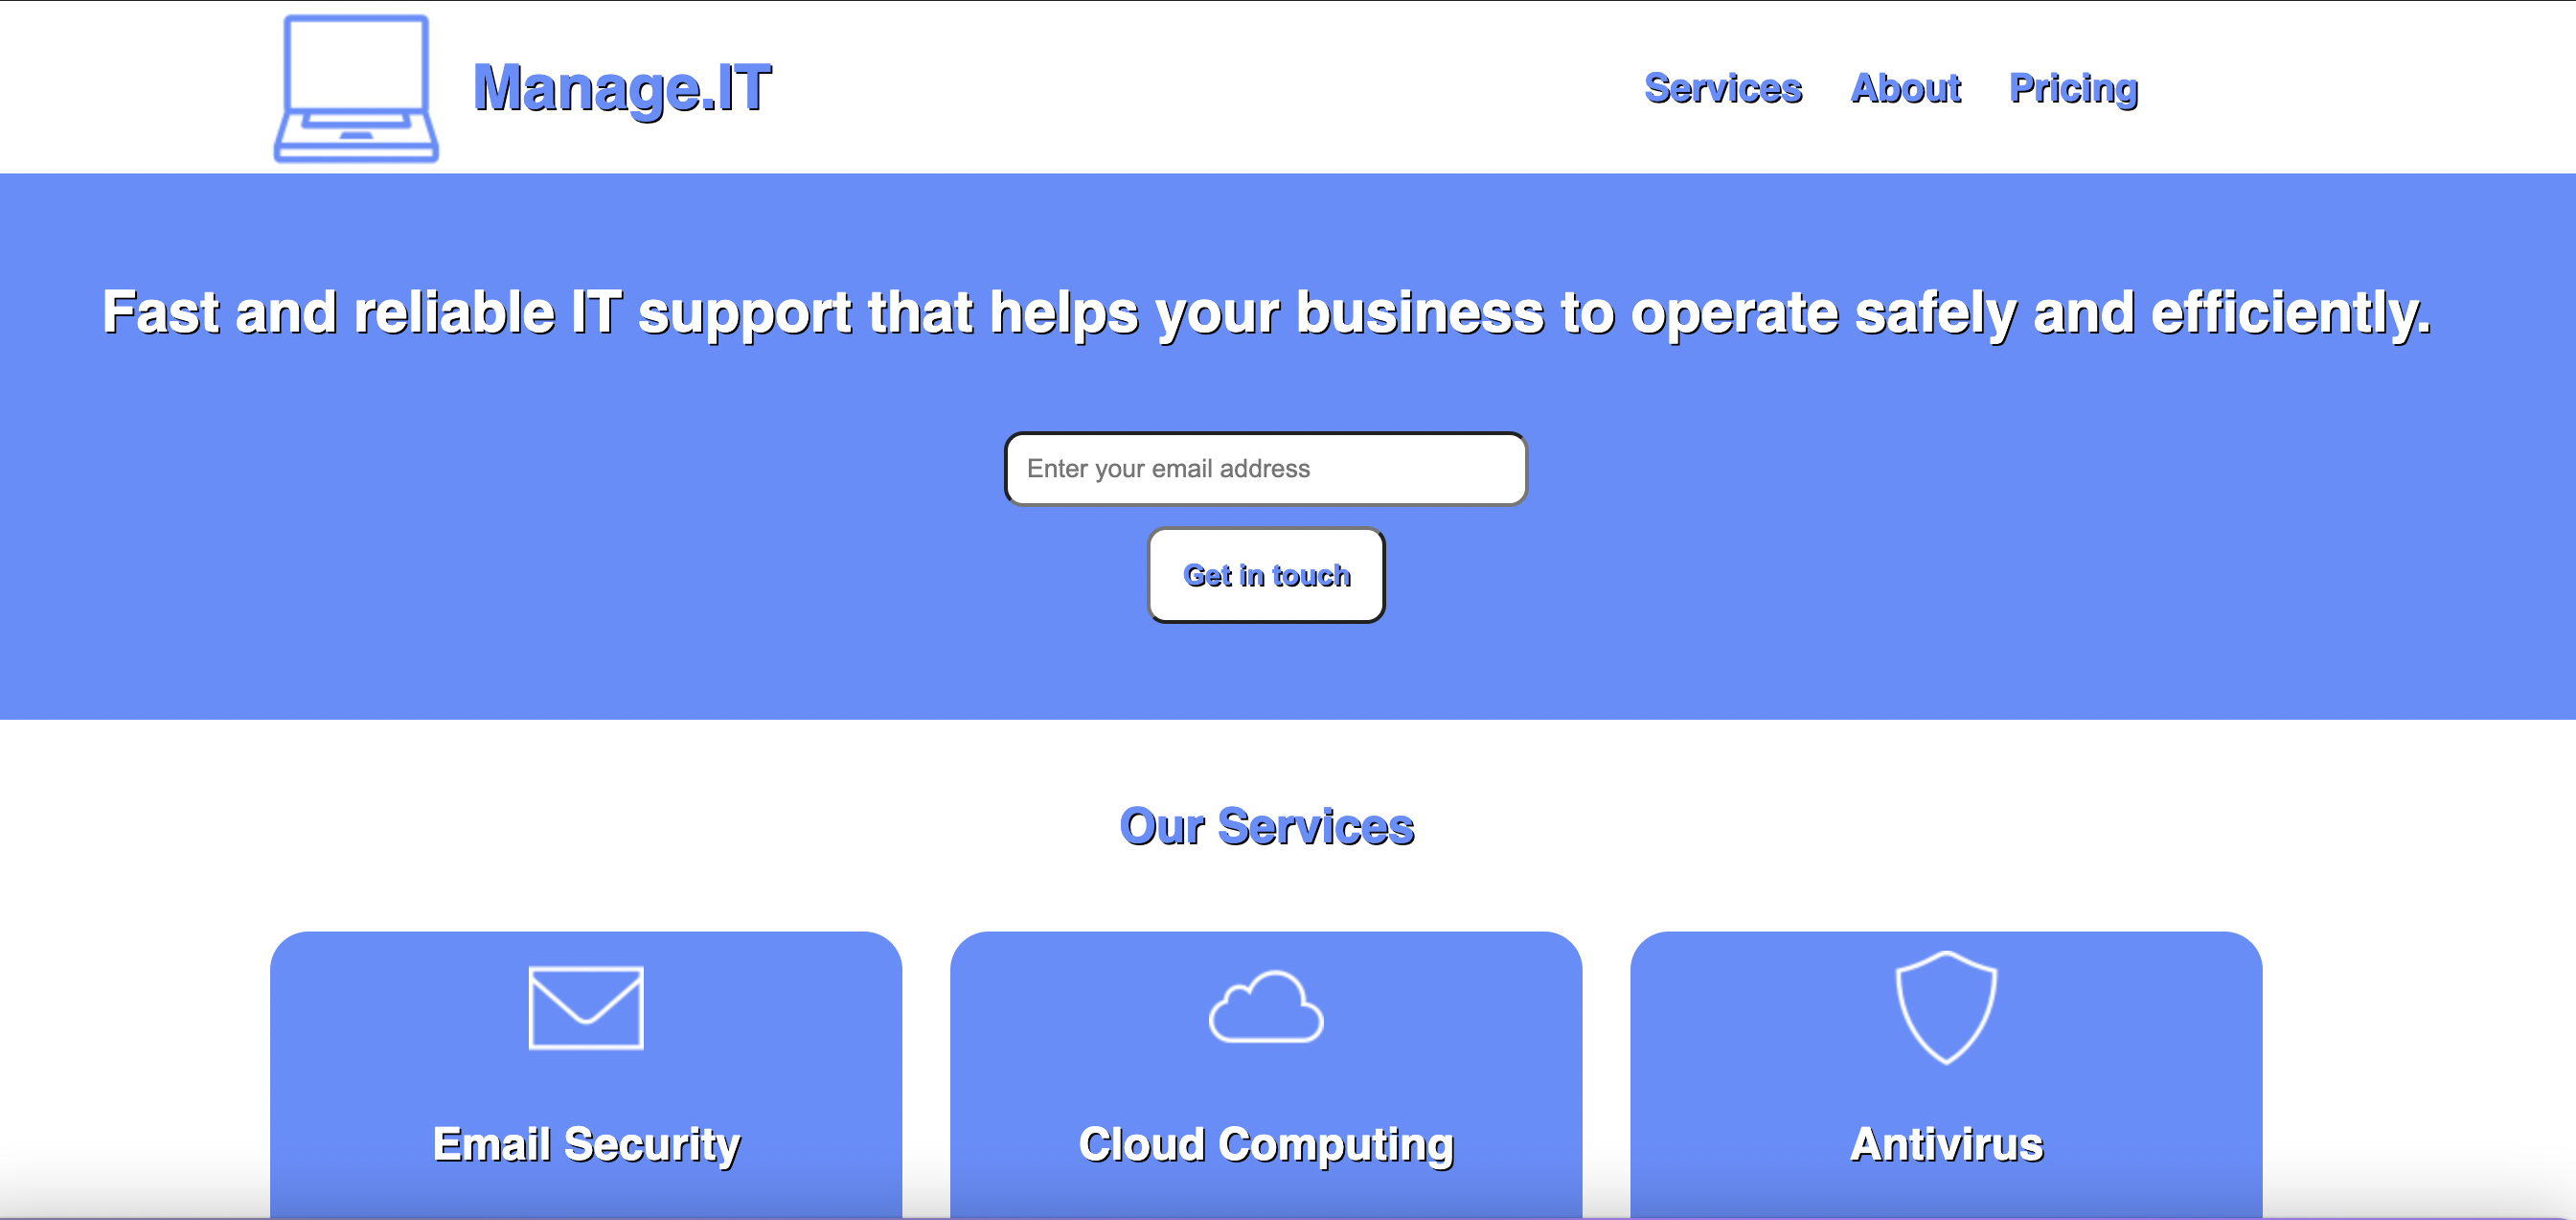 Manage.IT
Services About Pricing
Fast and reliable IT support that helps your business to operate safely and efficiently.
Enter your email address
Get in touch
Our Services
Email Security
Cloud Computing
Antivirus